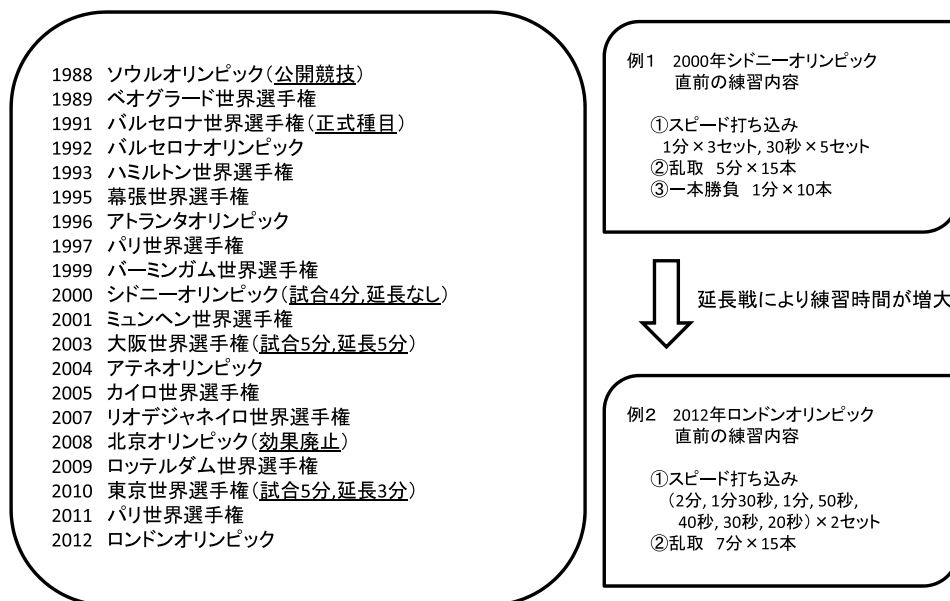 1988 ソウルオリンピック(公開競技)
1989 ベオグラード世界選手権
1991 バルセロナ世界選手権(正式種目)
1992 バルセロナオリンピック
1993 ハミルトン世界選手権
1995 幕張世界選手権
1996 アトランタオリンピック
1997 パリ世界選手権
1999 バーミンガム世界選手権
2000 シドニーオリンピック(試合4分,延長なし)
2001 ミュンヘン世界選手権
2003 大阪世界選手権(試合5分,延長5分)
2004 アテネオリンピック
2005 カイロ世界選手権
2007 リオデジャネイロ世界選手権
2008 北京オリンピック(効果廃止)
2009 ロッテルダム世界選手権
2010 東京世界選手権(試合5分,延長3分)
2011 パリ世界選手権
2012 ロンドンオリンピック
例1 2000年シドニーオリンピック
直前の練習内容
①スピード打ち込み
1分×3セット, 30秒×5セット
②乱取 5分×15本
③一本勝負 1分×10本
延長戦により練習時間が増大
例2 2012年ロンドンオリンピック
直前の練習内容
①スピード打ち込み
(2分, 1分30秒, 1分, 50秒,
40秒, 30秒, 20秒)×2セット
②乱取 7分×15本